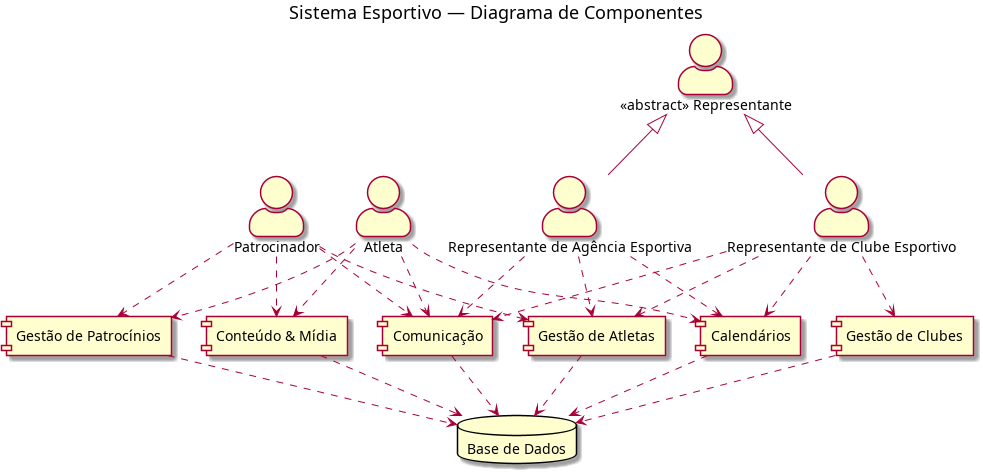 Sistema Esportivo — Diagrama de Componentes
«abstract» Representante
Patrocinador
Atleta
Representante de Agência Esportiva
Representante de Clube Esportivo
Gestão de Patrocínios
Conteúdo & Mídia
Comunicação
Gestão de Atletas
Calendários
Gestão de Clubes
Base de Dados